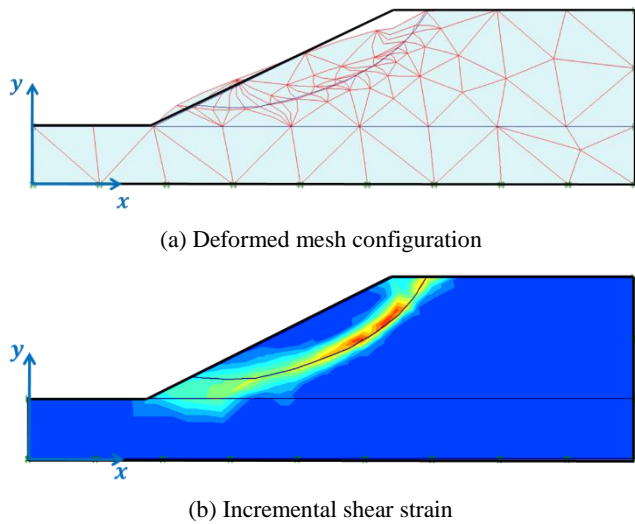 y
x
(a) Deformed mesh configuration
y
x
(b) Incremental shear strain